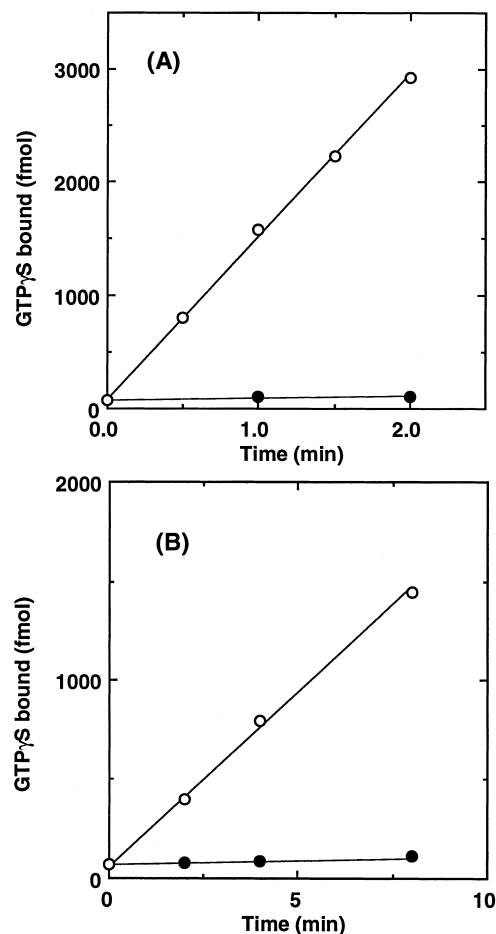 (A)
3000
2000
1000
0
GTPγS bound (fmol)
0.0 1.0 2.0
Time (min)
2000
(B)
1000
0
GTPγS bound (fmol)
0 5 10
Time (min)